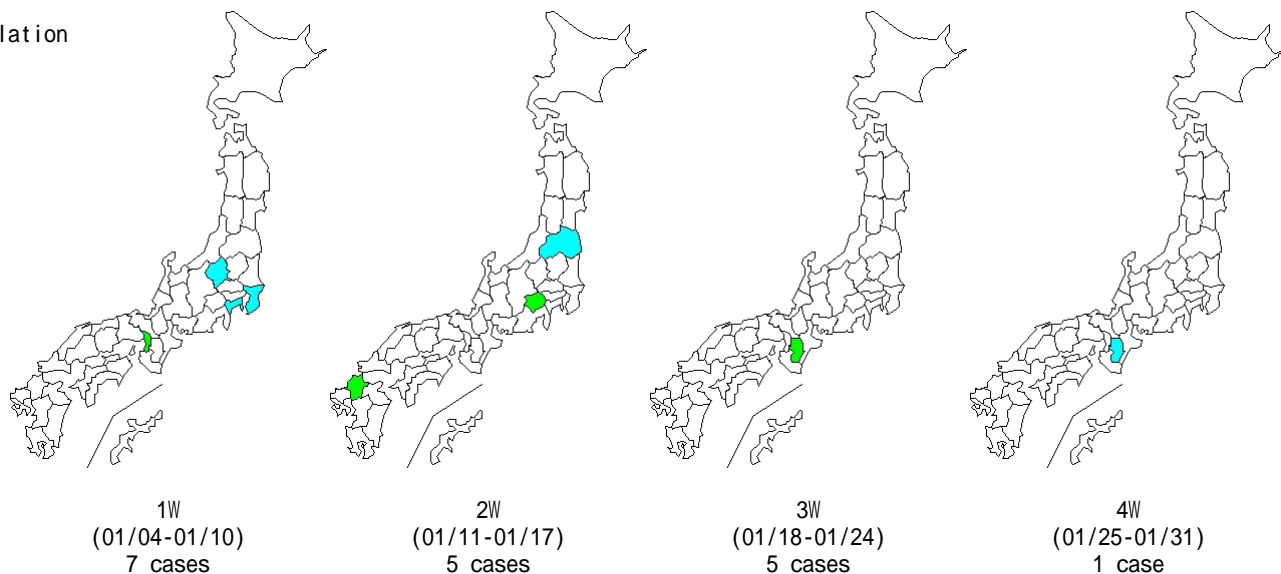 lation
1W
(01/04-01/10)
7 cases
2W
(01/11-01/17)
5 cases
3W
(01/18-01/24)
5 cases
4W
(01/25-01/31)
1 case